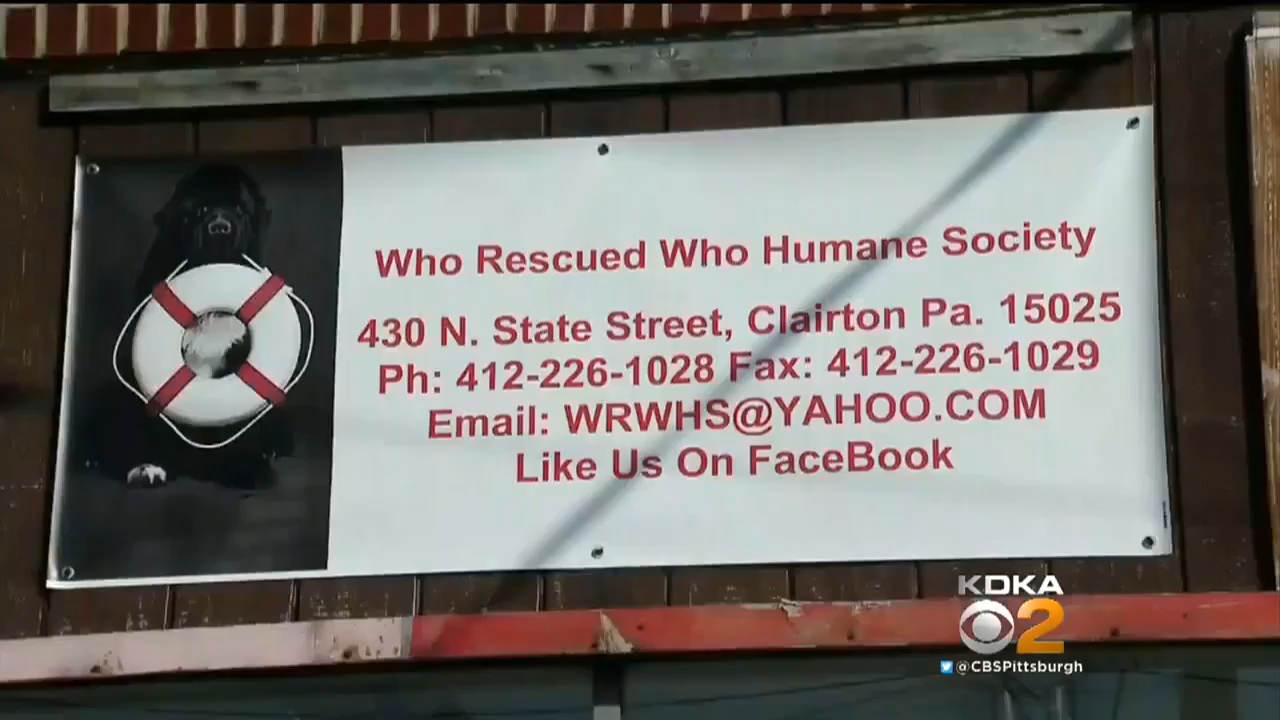 Who Rescued Who Humane Society
430 N. State Street, Clairton Pa. 15025
Ph: 412-226-1028 Fax: 412-226-1029
Email: WRWHS@YAHOO.COM
Like Us On FaceBook
KDKA
2
@CBSPittsburgh